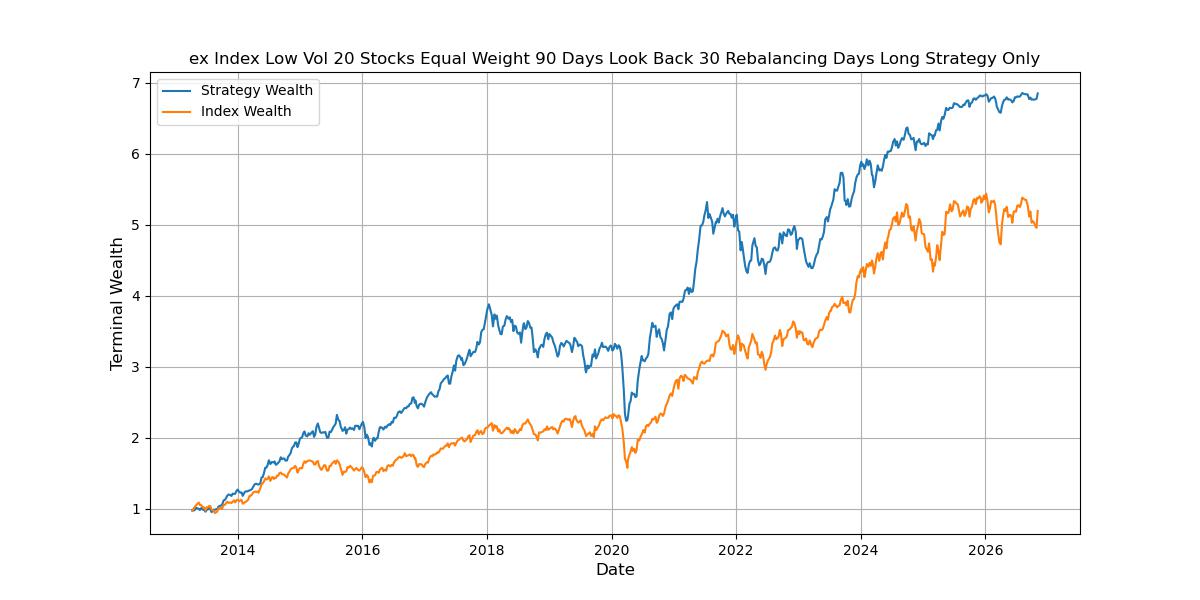 ex Index Low Vol 20 Stocks Equal Weight 90 Days Look Back 30 Rebalancing Days Long Strategy Only
Strategy Wealth
Index Wealth
Terminal Wealth
7
6
5
4
3
2
1
2014 2016 2018 2020 2022 2024 2026
Date